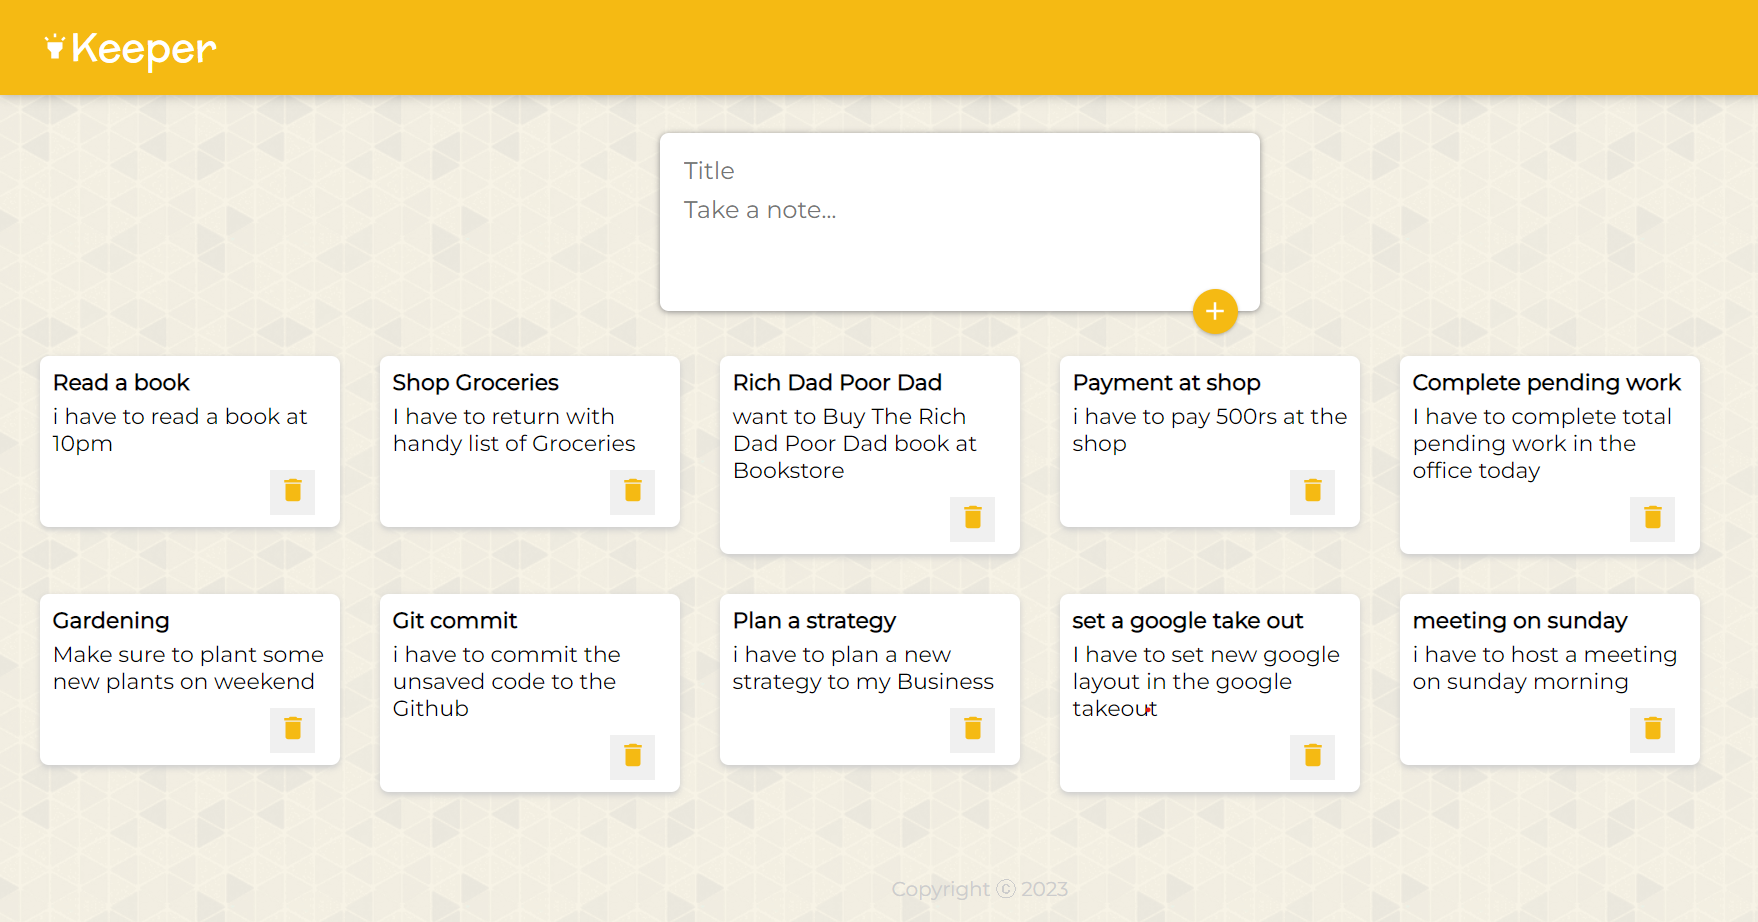 Keeper
Title
Take a note...
Read a book
i have to read a book at
10pm
Shop Groceries
I have to return with
handy list of Groceries
Rich Dad Poor Dad
want to Buy The Rich
Dad Poor Dad book at
Bookstore
Payment at shop
i have to pay 500rs at the
shop
Complete pending work
I have to complete total
pending work in the
office today
Gardening
Make sure to plant some
new plants on weekend
Git commit
i have to commit the
unsaved code to the
Github
Plan a strategy
i have to plan a new
strategy to my Business
set a google take out
I have to set new google
layout in the google
takeout
meeting on sunday
i have to host a meeting
on sunday morning
Copyright ⓒ 2023